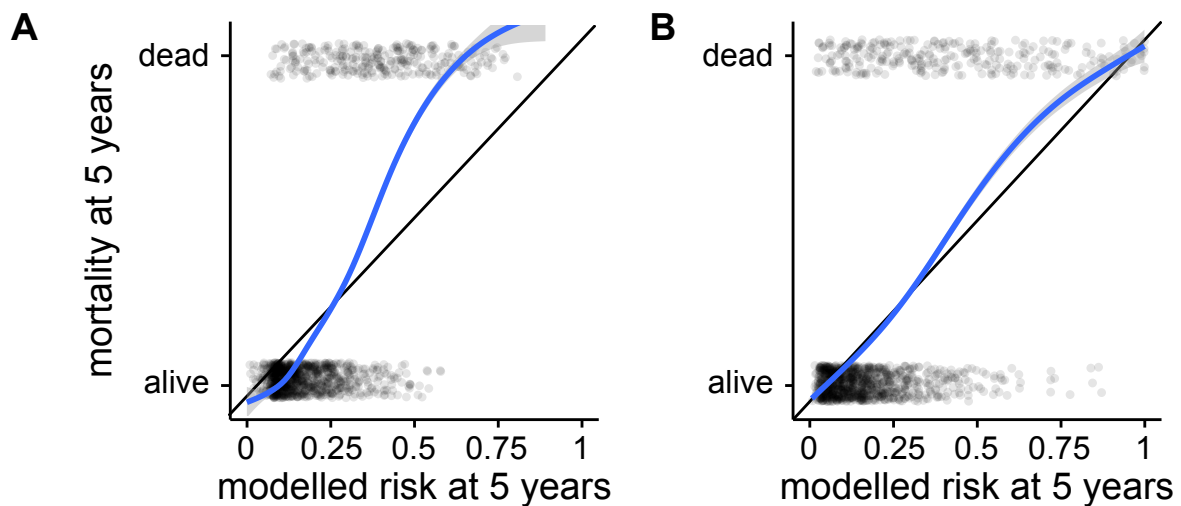 A
mortality at 5 years
dead
alive
0 0.25 0.5 0.75 1
modelled risk at 5 years
B
dead
alive
0 0.25 0.5 0.75 1
modelled risk at 5 years